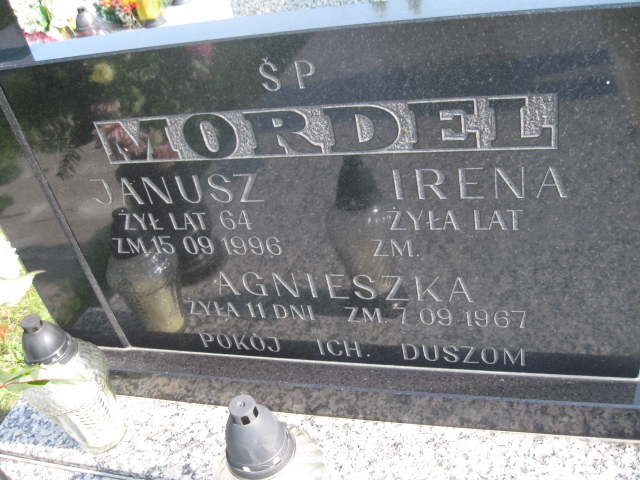 ŚP
MORDEL
JANUSZ IRENA
ŻYŁ LAT 64 ŻYŁA LAT
ZM 15 09 1996 ZM.
AGNIESZKA
ŻYŁA 11 DNI ZM. 7. 09. 1967
POKÓJ ICH. DUSZOM